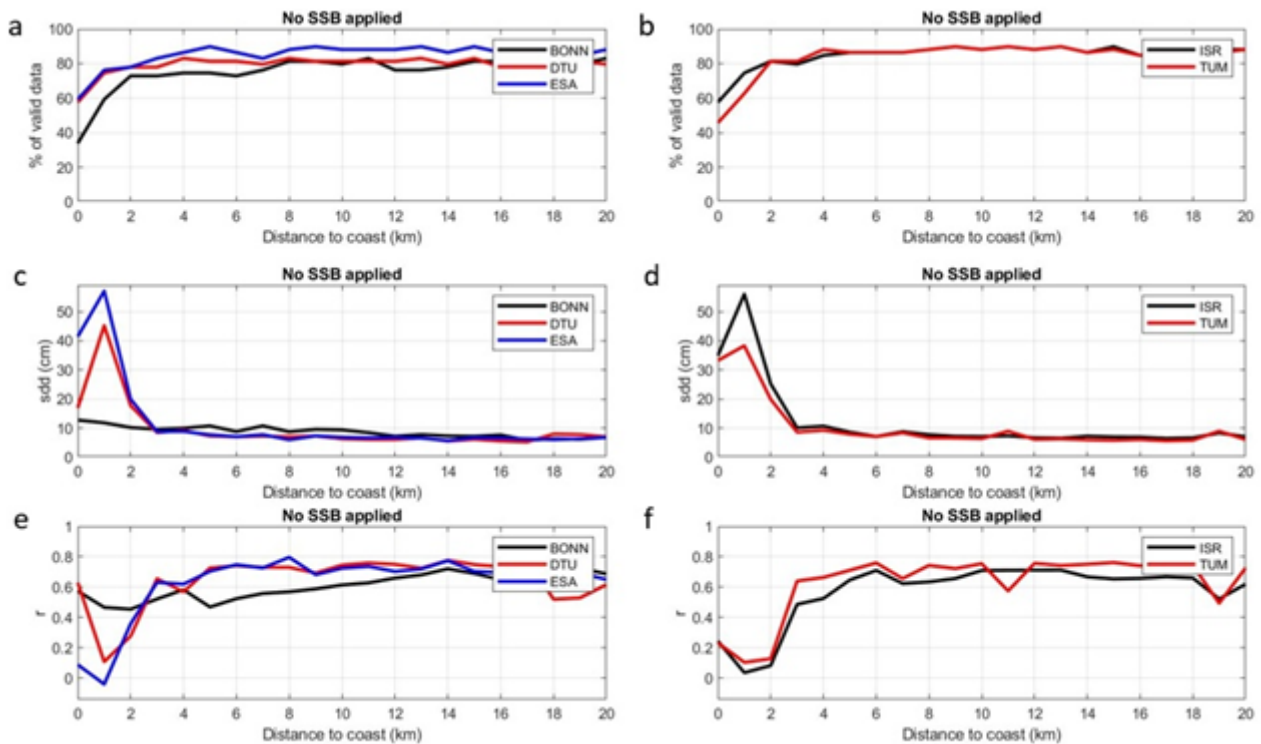 a
No SSB applied
% of valid data
100
80
60
40
20
0
BONN
DTU
ESA
0 2 4 6 8 10 12 14 16 18 20
Distance to coast (km)
b
No SSB applied
% of valid data
100
80
60
40
20
0
ISR
TUM
0 2 4 6 8 10 12 14 16 18 20
Distance to coast (km)
c
No SSB applied
sdd (cm)
50
40
30
20
10
0
BONN
DTU
ESA
0 2 4 6 8 10 12 14 16 18 20
Distance to coast (km)
d
No SSB applied
sdd (cm)
50
40
30
20
10
0
ISR
TUM
0 2 4 6 8 10 12 14 16 18 20
Distance to coast (km)
e
No SSB applied
r
1
0.8
0.6
0.4
0.2
0
BONN
DTU
ESA
0 2 4 6 8 10 12 14 16 18 20
Distance to coast (km)
f
No SSB applied
r
1
0.8
0.6
0.4
0.2
0
ISR
TUM
0 2 4 6 8 10 12 14 16 18 20
Distance to coast (km)